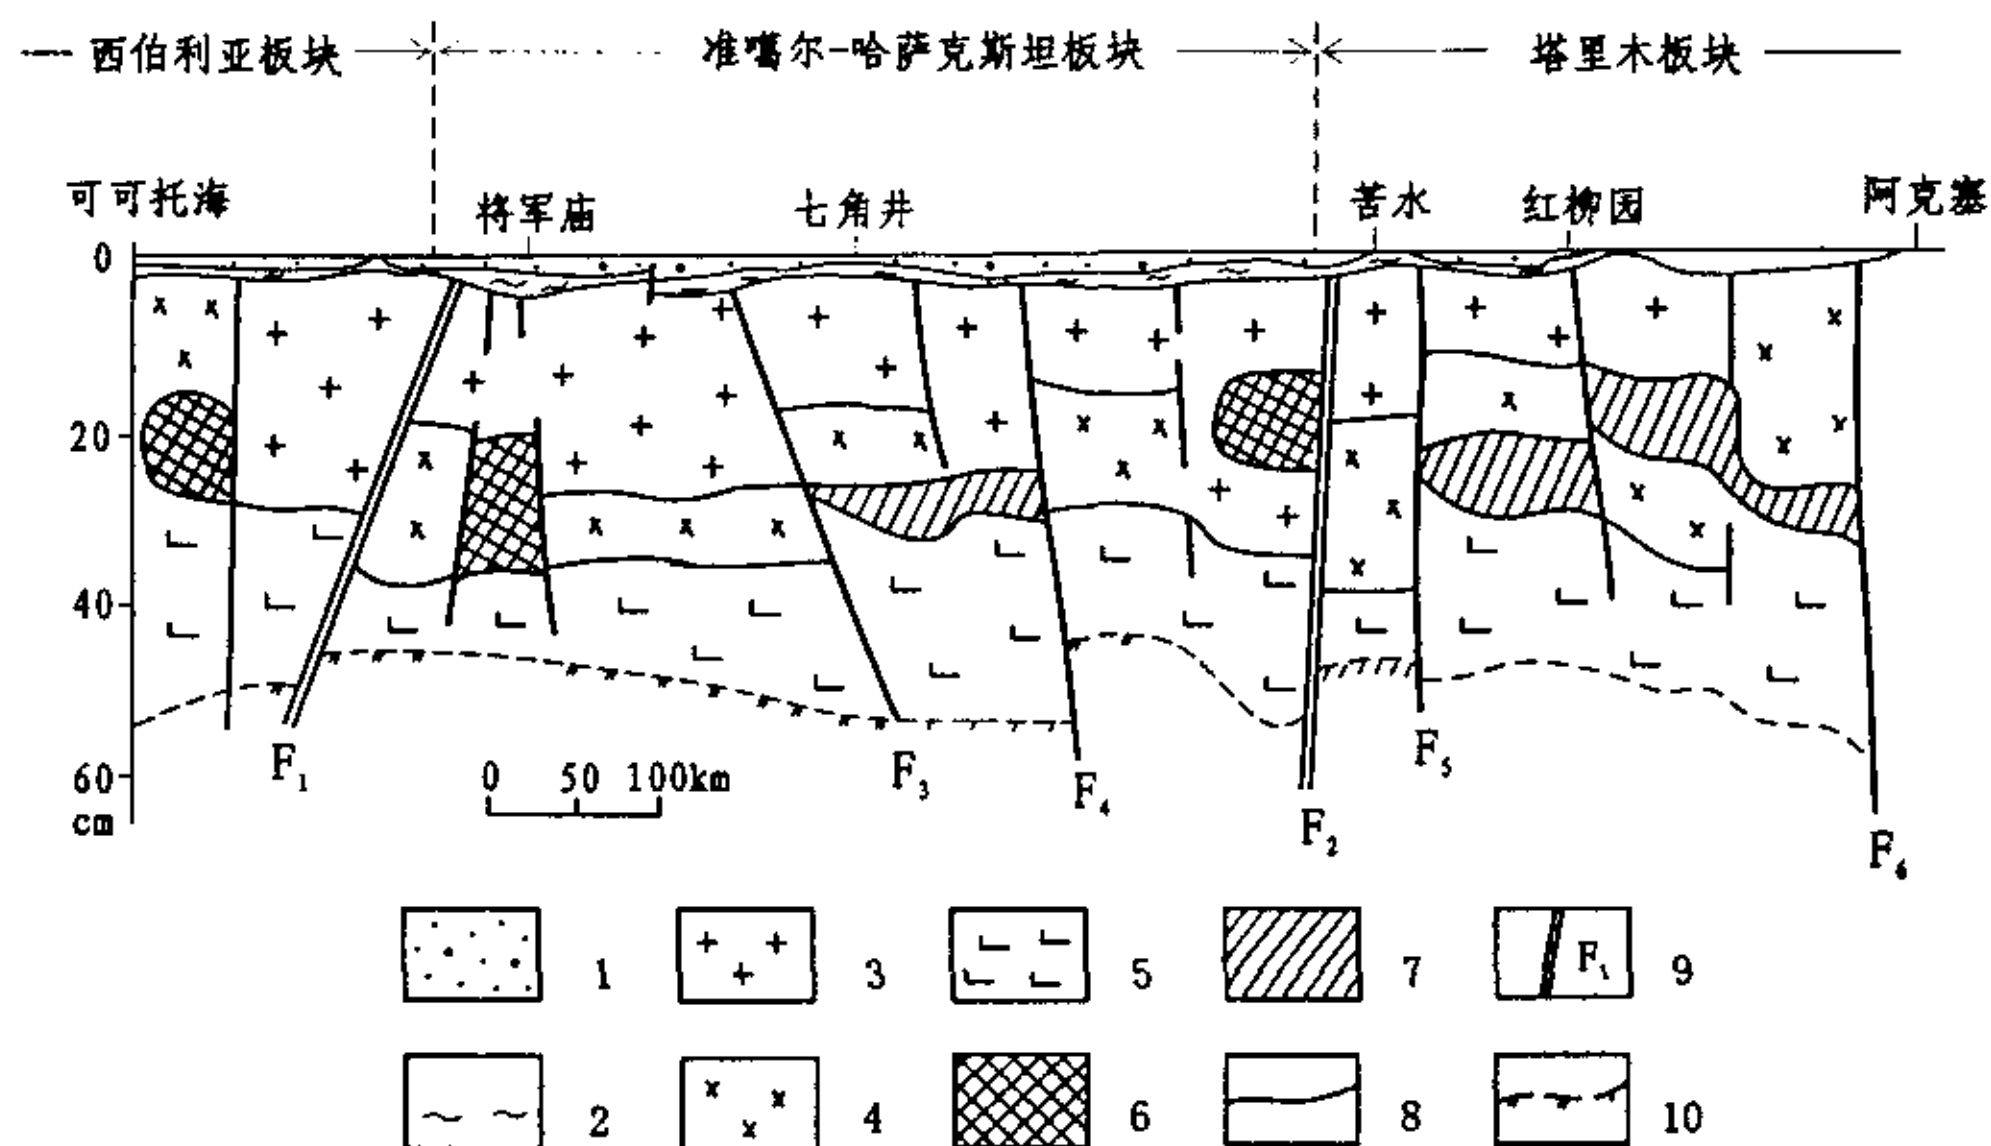 西伯利亚板块 准噶尔-哈萨克斯坦板块 塔里木板块
可可托海 将军庙 七角井 苦水 红柳园 阿克塞
0
20
40
60
cm
F₁ F₃ F₄ F₂ F₅ F₆
0 50 100km
1 3 5 7 F₁ 9
2 4 6 8 10